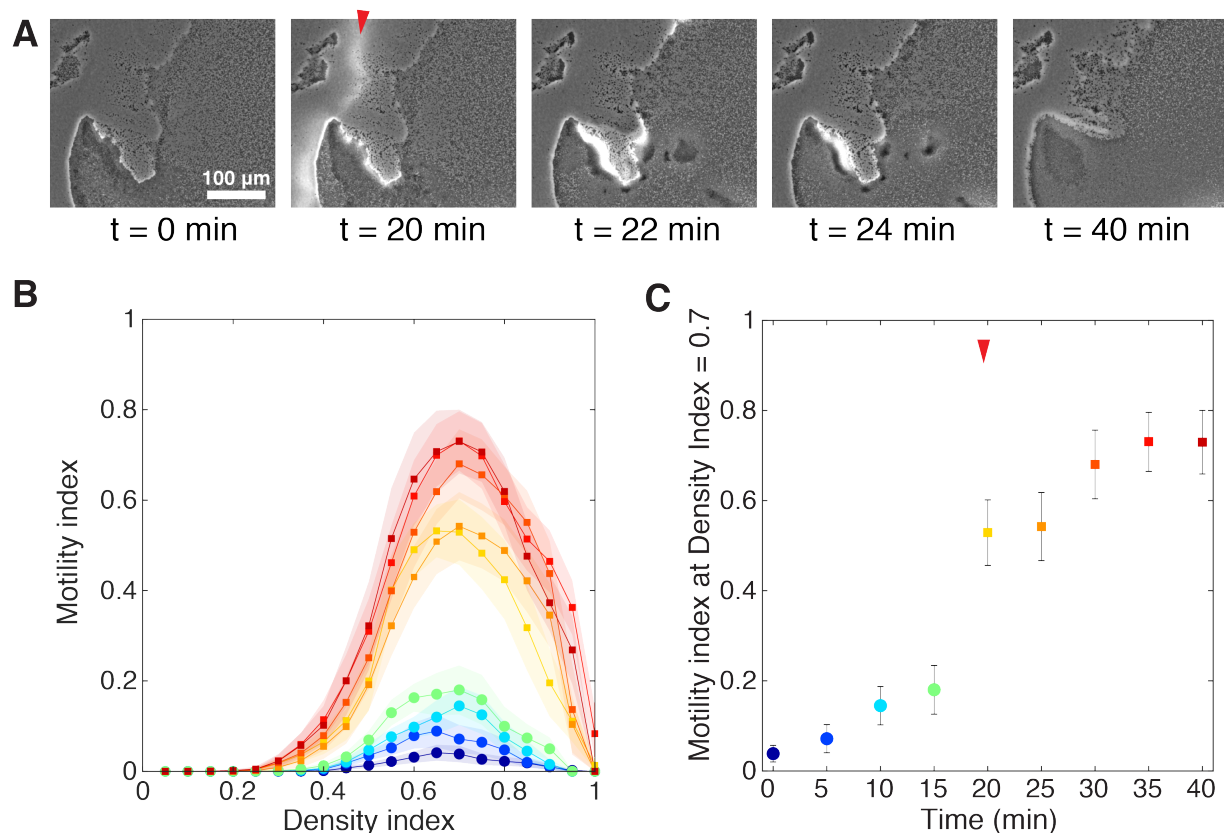 A
100 µm
t = 0 min
t = 20 min
t = 22 min
t = 24 min
t = 40 min
B
1
0.8
0.6
0.4
0.2
0
Motility index
0
0.2
0.4
0.6
0.8
1
Density index
C
1
0.8
0.6
0.4
0.2
0
Motility index at Density Index = 0.7
0
5
10
15
20
25
30
35
40
Time (min)